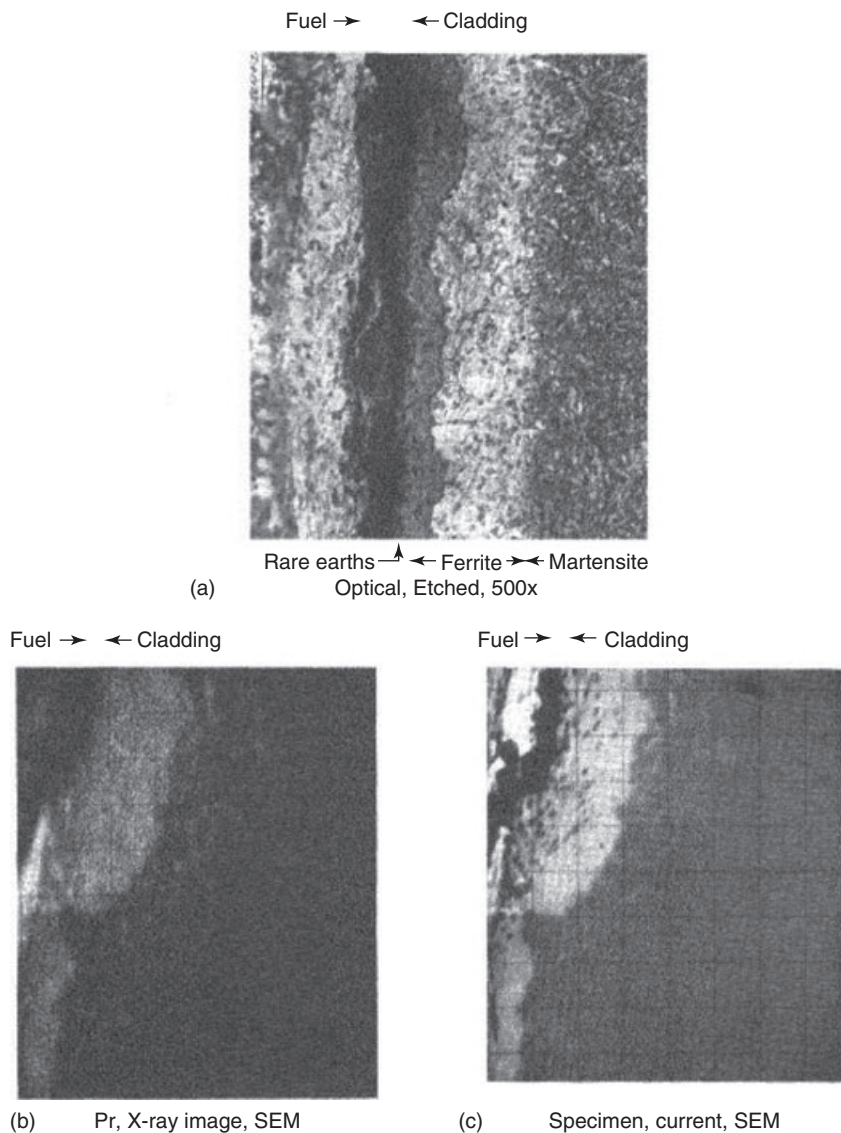 Fuel → ← Cladding
Rare earths ← Ferrite → ← Martensite
(a) Optical, Etched, 500x
Fuel → ← Cladding
Fuel → ← Cladding
(b) Pr, X-ray image, SEM
(c) Specimen, current, SEM